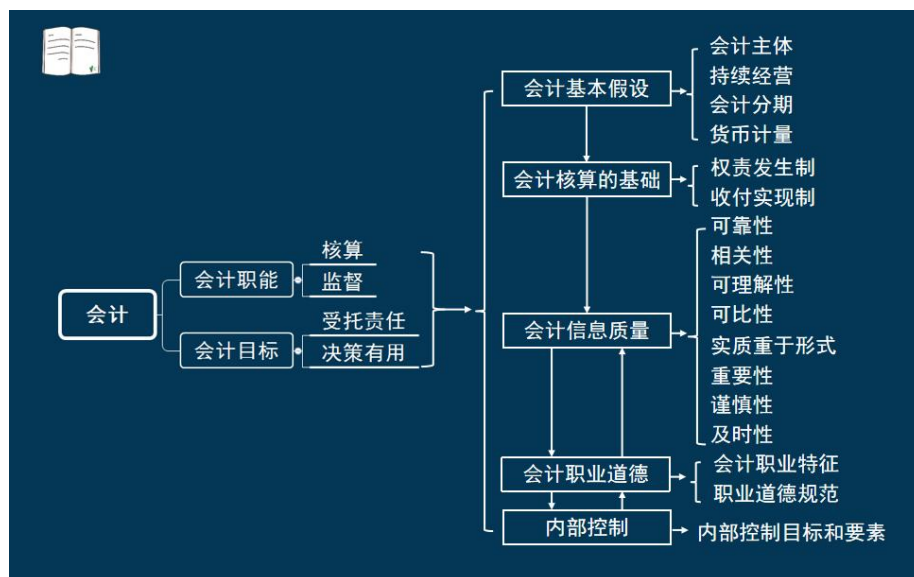 会计
会计职能
核算
监督
会计目标
受托责任
决策有用
会计基本假设
会计主体
持续经营
会计分期
货币计量
会计核算的基础
权责发生制
收付实现制
会计信息质量
可靠性
相关性
可理解性
可比性
实质重于形式
重要性
谨慎性
及时性
会计职业道德
会计职业特征
职业道德规范
内部控制
内部控制目标和要素